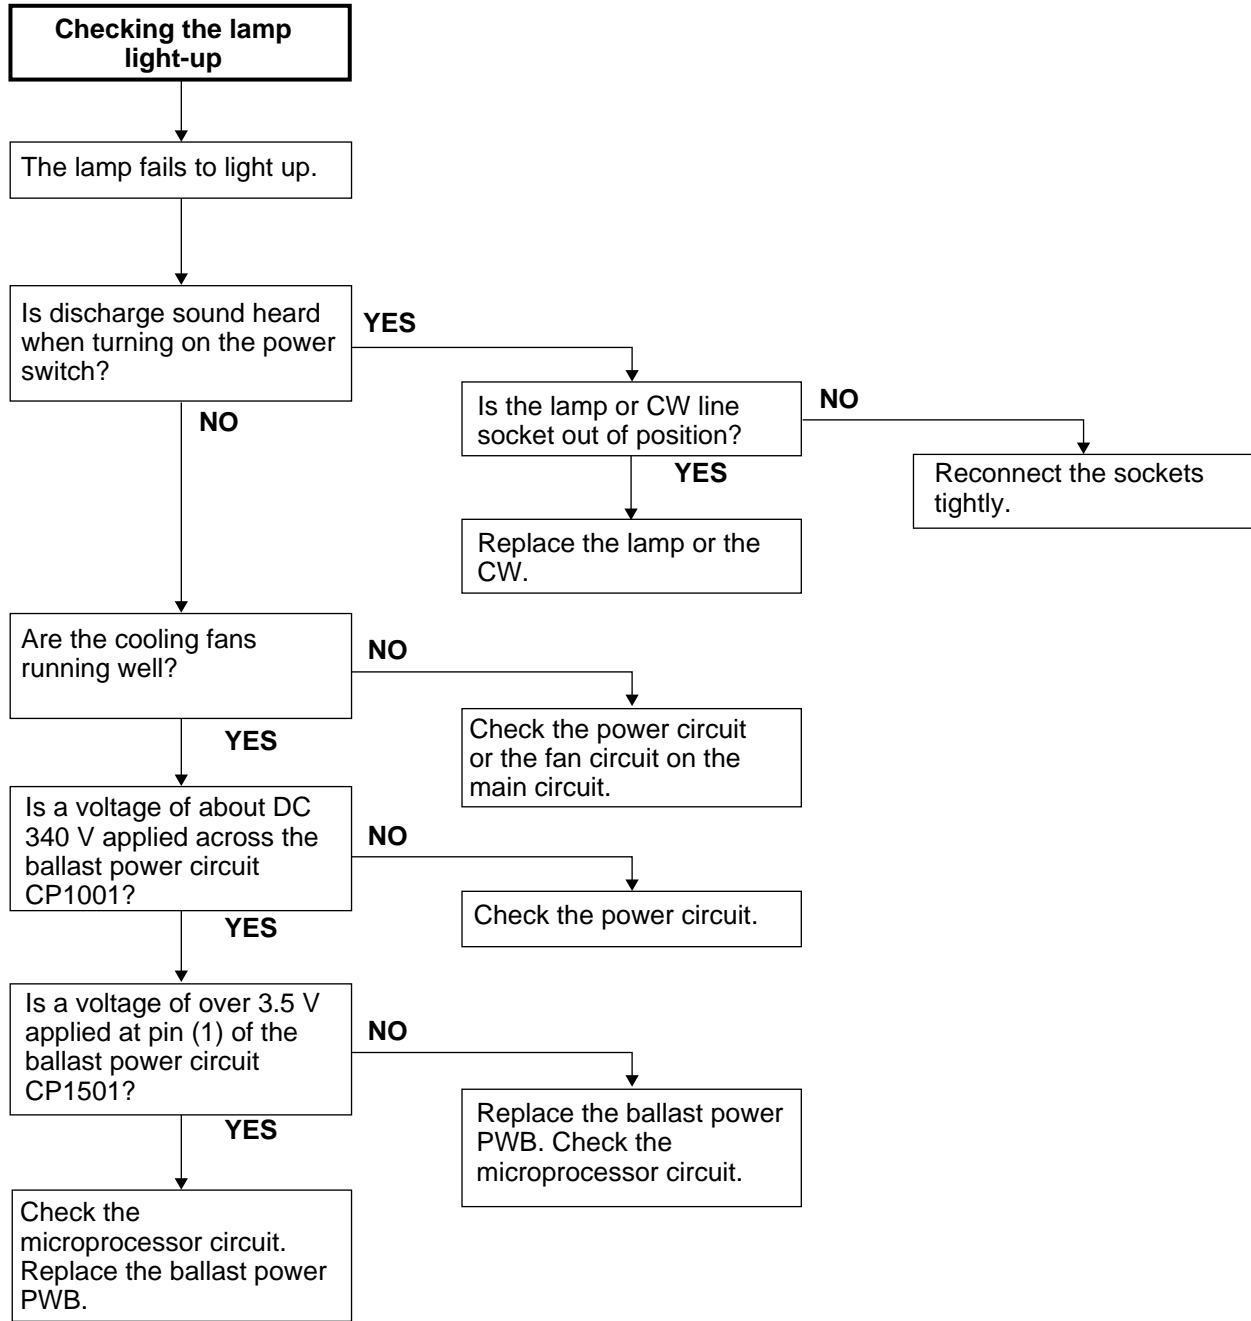 Checking the lamp
light-up
The lamp fails to light up.
Is discharge sound heard
when turning on the power
switch?
YES
NO
Is the lamp or CW line
socket out of position?
NO
YES
Reconnect the sockets
tightly.
Replace the lamp or the
CW.
Are the cooling fans
running well?
NO
YES
Check the power circuit
or the fan circuit on the
main circuit.
Is a voltage of about DC
340 V applied across the
ballast power circuit
CP1001?
NO
YES
Check the power circuit.
Is a voltage of over 3.5 V
applied at pin (1) of the
ballast power circuit
CP1501?
NO
YES
Replace the ballast power
PWB. Check the
microprocessor circuit.
Check the
microprocessor circuit.
Replace the ballast power
PWB.